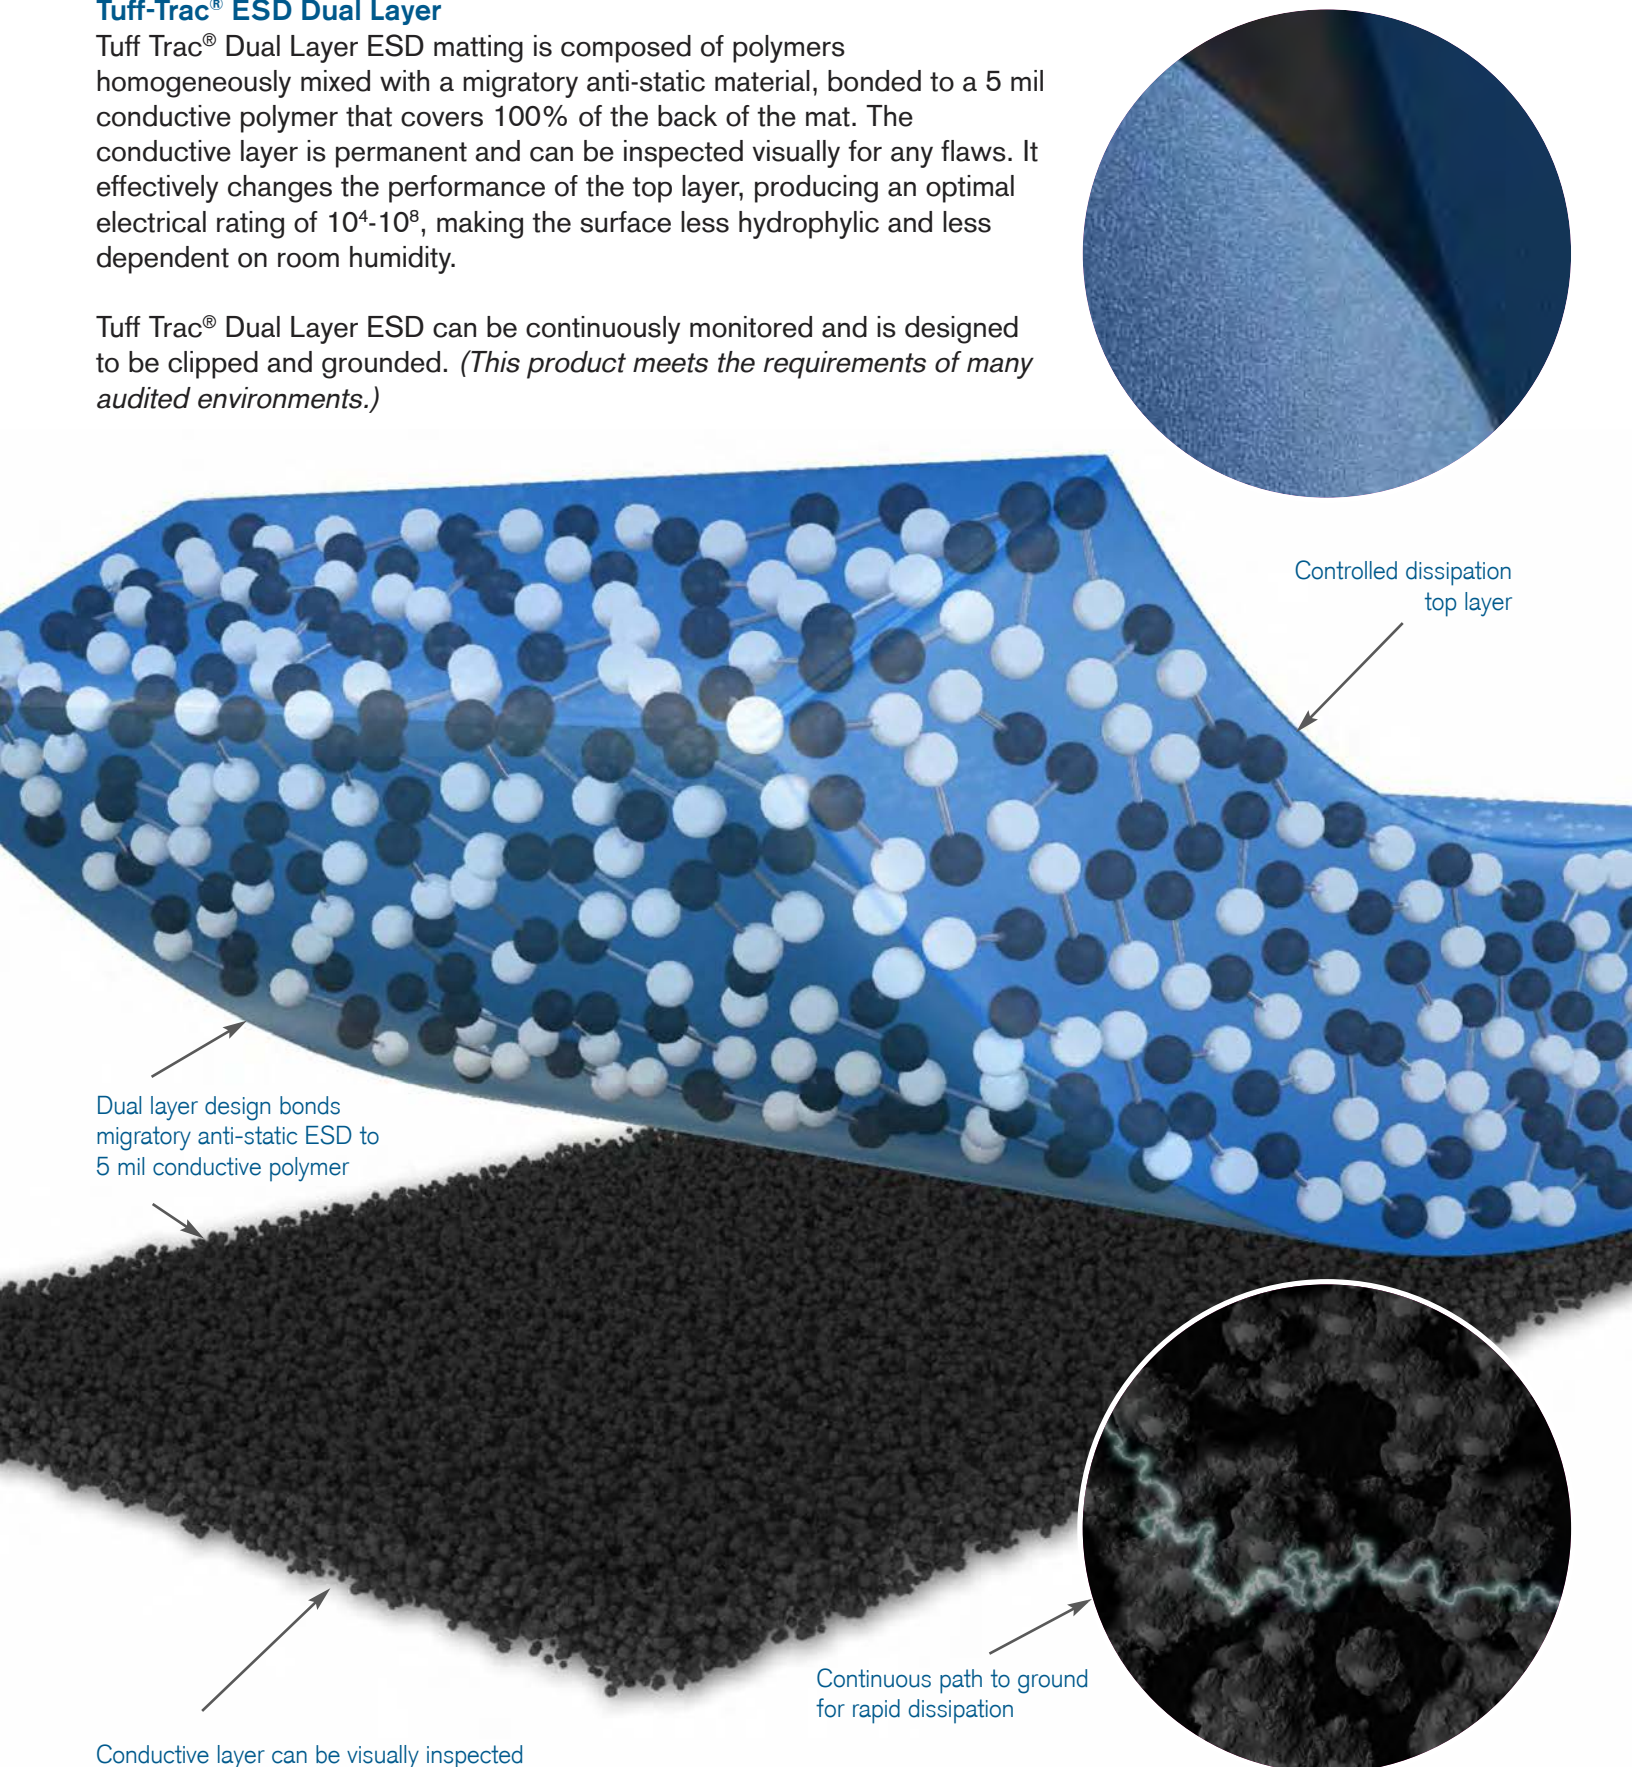 Tuff-Trac® ESD Dual Layer
Tuff Trac® Dual Layer ESD matting is composed of polymers
homogeneously mixed with a migratory anti-static material, bonded to a 5 mil
conductive polymer that covers 100% of the back of the mat. The
conductive layer is permanent and can be inspected visually for any flaws. It
effectively changes the performance of the top layer, producing an optimal
electrical rating of 10⁴-10⁸, making the surface less hydrophylic and less
dependent on room humidity.
Tuff Trac® Dual Layer ESD can be continuously monitored and is designed
to be clipped and grounded. (This product meets the requirements of many
audited environments.)
Controlled dissipation
top layer
Dual layer design bonds
migratory anti-static ESD to
5 mil conductive polymer
Continuous path to ground
for rapid dissipation
Conductive layer can be visually inspected